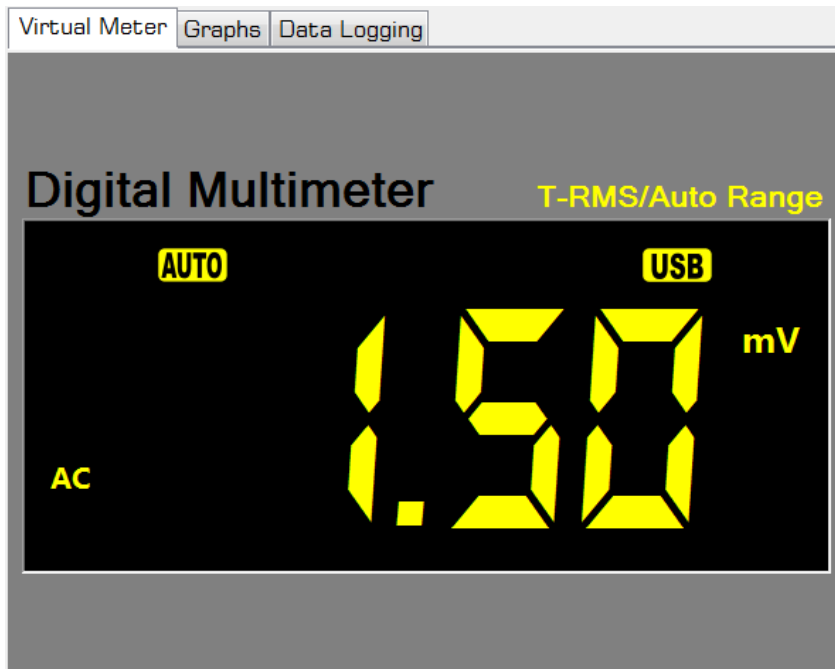 Virtual Meter Graphs Data Logging
Digital Multimeter T-RMS/Auto Range
AUTO USB
1.50 mV
AC